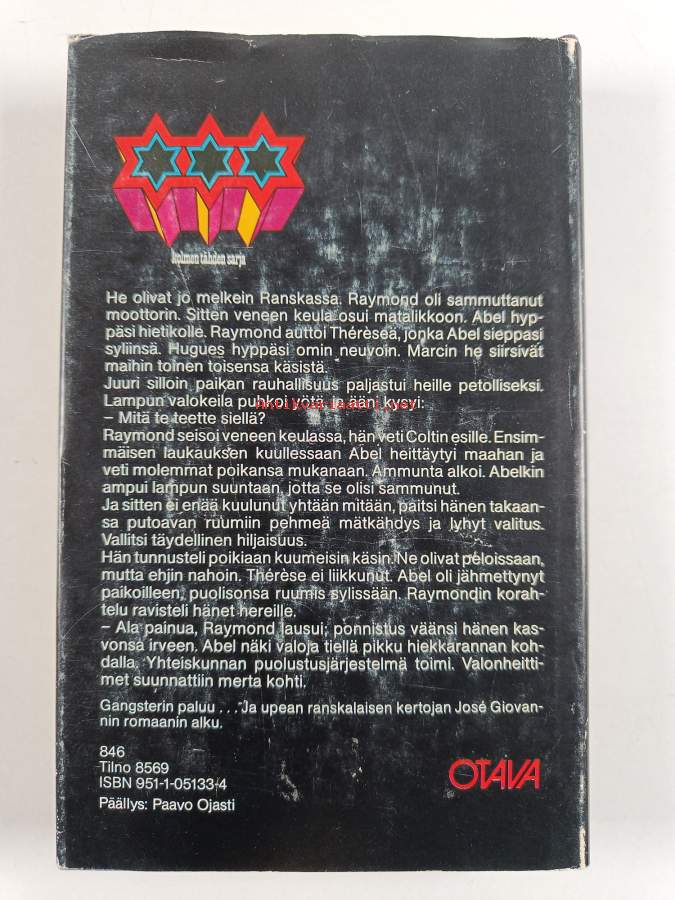 kolmen tähden sarja
He olivat jo melkein Ranskassa. Raymond oli sammuttanut
moottorin. Sitten veneen keula osui matalikkoon. Abel hyp-
päsi hietikolle. Raymond auttoi Thérèseä, jonka Abel sieppasi
syliinsä. Hugues hyppäsi omin neuvoin. Marcin he siirsivät
maihin toinen toisensa käsistä.
Juuri silloin paikan rauhallisuus paljastui heille petolliseksi.
Lampun valokeila puhkoi yötä ja ääni kysyi:
Antikvariaatti.net
– Mitä te teette siellä?
Raymond seisoi veneen keulassa, hän veti Coltin esille. Ensim-
mäisen laukauksen kuullessaan Abel heittäytyi maahan ja
veti molemmat poikansa mukanaan. Ammunta alkoi. Abelkin
ampui lampun suuntaan, jotta se olisi sammunut.
Ja sitten ei enää kuulunut yhtään mitään, paitsi hänen takaan-
sa putoavan ruumiin pehmeä mätkähdys ja lyhyt valitus.
Vallitsi täydellinen hiljaisuus.
Hän tunnusteli poikiaan kuumeisin käsin. Ne olivat peloissaan,
mutta ehjin nahoin. Thérèse ei liikkunut. Abel oli jähmettynyt
paikoilleen, puolisonsa ruumis sylissään. Raymondin korah-
telu ravisteli hänet hereille.
– Ala painua, Raymond lausui; ponnistus väänsi hänen kas-
vonsa irveen. Abel näki valoja tiellä pikku hiekkarannan koh-
dalla. Yhteiskunnan puolustusjärjestelmä toimi. Valonheitti-
met suunnattiin merta kohti.
Gangsterin paluu . . . Ja upean ranskalaisen kertojan José Giovan-
nin romaanin alku.
846
Tilno 8569
ISBN 951-1-05133-4
Päällys: Paavo Ojasti
OTAVA